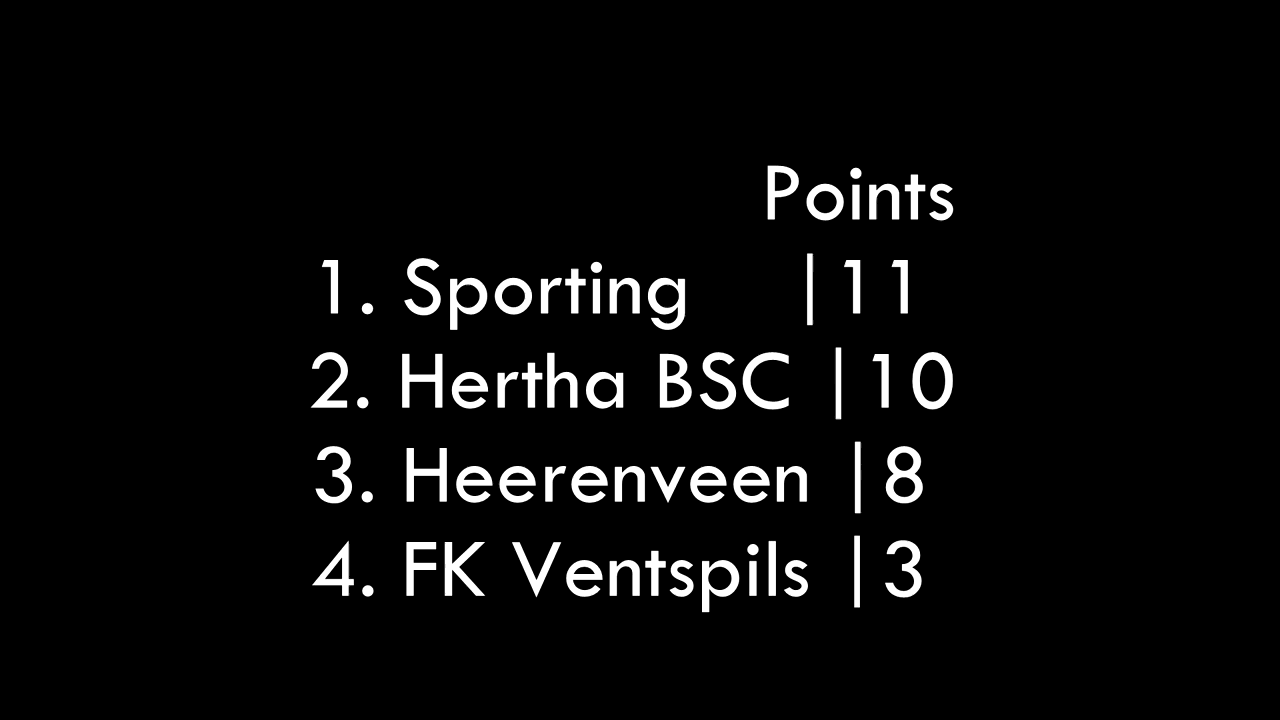 Points
1. Sporting |11
2. Hertha BSC |10
3. Heerenveen |8
4. FK Ventspils |3